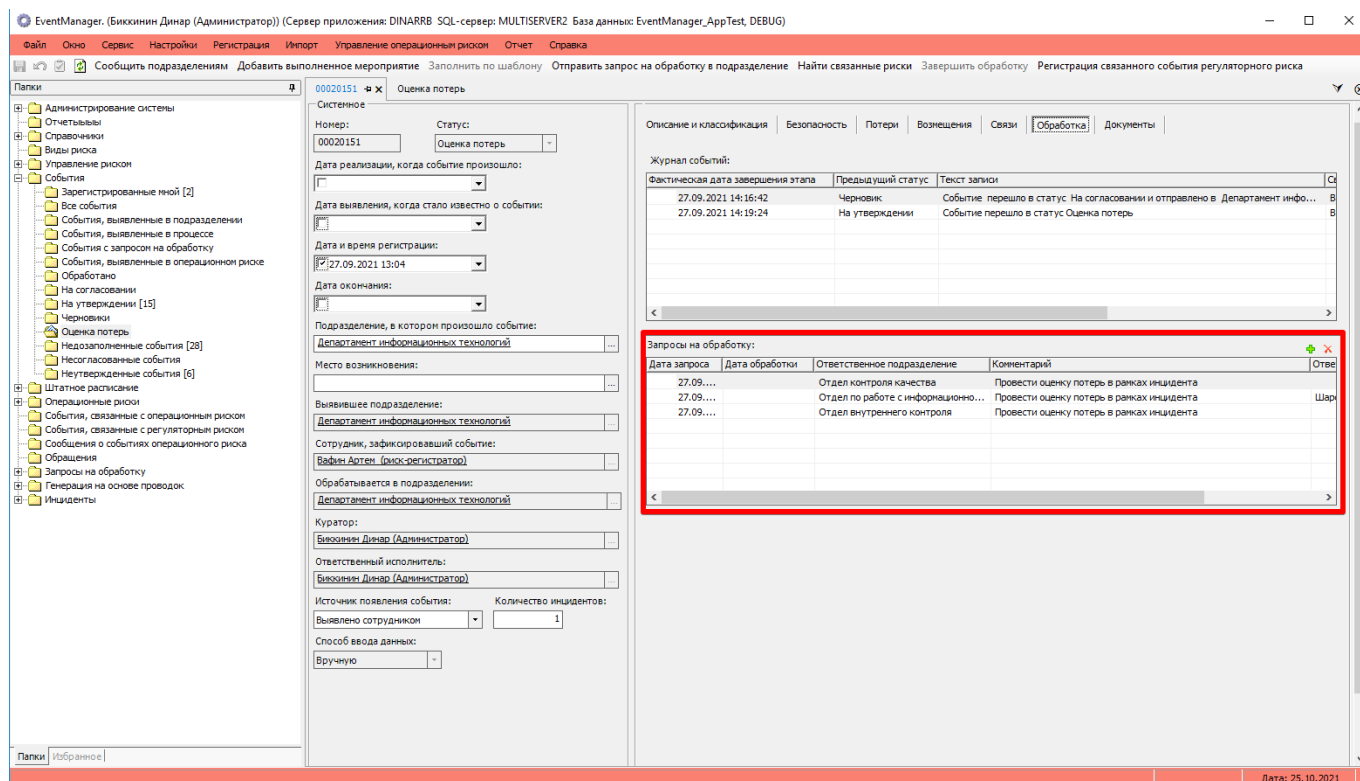 EventManager. (Биккинин Динар (Администратор)) (Сервер приложения: DINARRB SQL-сервер: MULTISERVER2 База данных: EventManager_AppTest, DEBUG)
Файл Окно Сервис Настройки Регистрация Импорт Управление операционным риском Отчет Справка
Сообщить подразделениям Добавить выполненное мероприятие Заполнить по шаблону Отправить запрос на обработку в подразделение Найти связанные риски Завершить обработку Регистрация связанного события регуляторного риска
Папки
Администрирование системы
Отчетыыыы
Справочники
Виды риска
Управление риском
События
Зарегистрированные мной [2]
Все события
События, выявленные в подразделении
События, выявленные в процессе
События с запросом на обработку
События, выявленные в операционном риске
Обработано
На согласовании
На утверждении [15]
Черновики
Оценка потерь
Недозаполненные события [28]
Несогласованные события
Неутвержденные события [6]
Штатное расписание
Операционные риски
События, связанные с операционным риском
События, связанные с регуляторным риском
Сообщения о событиях операционного риска
Обращения
Запросы на обработку
Генерация на основе проводок
Инциденты
Папки Избранное
00020151 Оценка потерь
Системное
Номер: Статус:
00020151 Оценка потерь
Дата реализации, когда событие произошло:
Дата выявления, когда стало известно о событии:
Дата и время регистрации:
27.09.2021 13:04
Дата окончания:
Подразделение, в котором произошло событие:
Департамент информационных технологий ...
Место возникновения:
...
Выявившее подразделение:
Департамент информационных технологий ...
Сотрудник, зафиксировавший событие:
Вафин Артем (риск-регистратор) ...
Обрабатывается в подразделении:
Департамент информационных технологий ...
Куратор:
Биккинин Динар (Администратор) ...
Ответственный исполнитель:
Биккинин Динар (Администратор) ...
Источник появления события: Количество инцидентов:
Выявлено сотрудником 1
Способ ввода данных:
Вручную
Описание и классификация Безопасность Потери Возмещения Связи Обработка Документы
Журнал событий:
Фактическая дата завершения этапа Предыдущий статус Текст записи
27.09.2021 14:16:42 Черновик Событие перешло в статус На согласовании и отправлено в Департамент инфо... В
27.09.2021 14:19:24 На утверждении Событие перешло в статус Оценка потерь В
Запросы на обработку:
Дата запроса Дата обработки Ответственное подразделение Комментарий Отве
27.09.... Отдел контроля качества Провести оценку потерь в рамках инцидента
27.09.... Отдел по работе с информационно... Провести оценку потерь в рамках инцидента
27.09.... Отдел внутреннего контроля Провести оценку потерь в рамках инцидента
Дата: 25.10.2021